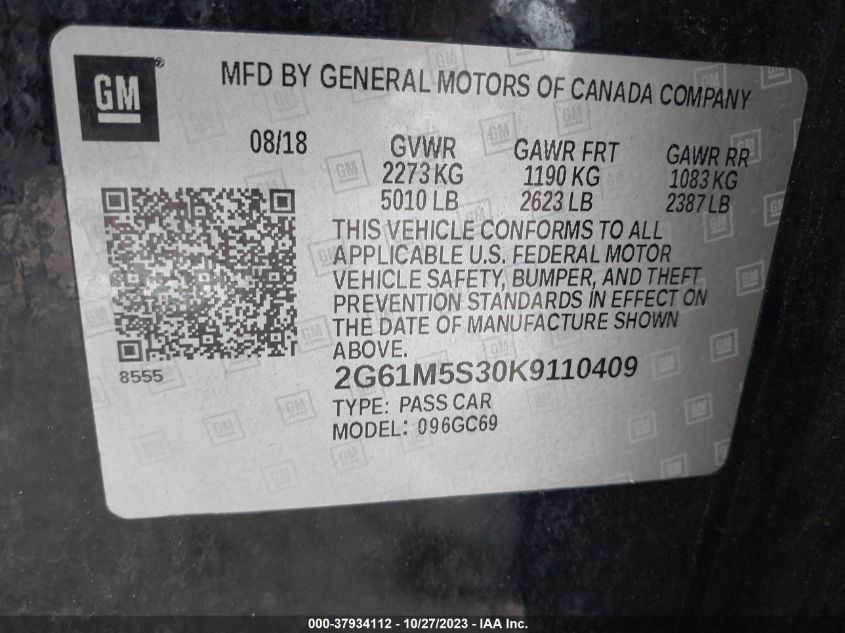 GM
MFD BY GENERAL MOTORS OF CANADA COMPANY
08/18
GVWR
2273 KG
5010 LB
GAWR FRT
1190 KG
2623 LB
GAWR RR
1083 KG
2387 LB
THIS VEHICLE CONFORMS TO ALL
APPLICABLE U.S. FEDERAL MOTOR
VEHICLE SAFETY, BUMPER, AND THEFT
PREVENTION STANDARDS IN EFFECT ON
THE DATE OF MANUFACTURE SHOWN
ABOVE.
8555
2G61M5S30K9110409
TYPE: PASS CAR
MODEL: 096GC69
000-37934112 - 10/27/2023 - IAA Inc.